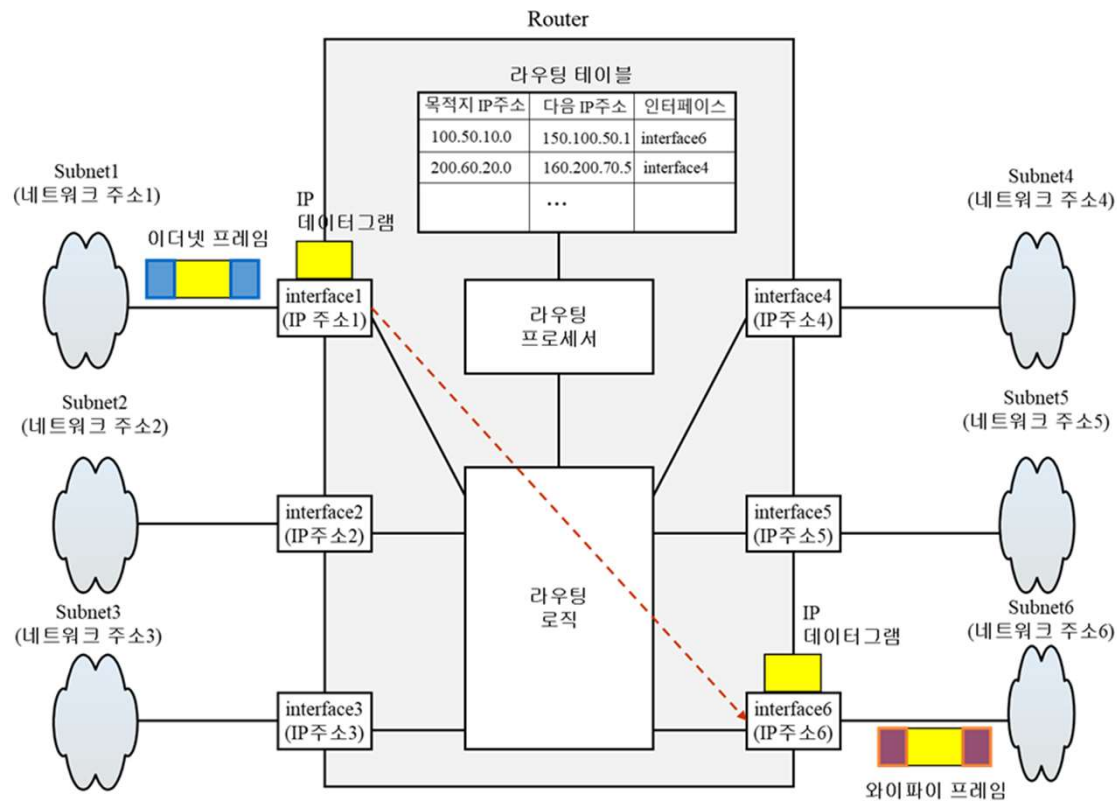 Router
라우팅 테이블
목적지 IP주소 다음 IP주소 인터페이스
100.50.10.0 150.100.50.1 interface6
200.60.20.0 160.200.70.5 interface4
...
Subnet1
(네트워크 주소1)
이더넷 프레임
IP
데이터그램
interface1
(IP 주소1)
라우팅
프로세서
interface4
(IP주소4)
Subnet4
(네트워크 주소4)
Subnet2
(네트워크 주소2)
interface2
(IP주소2)
interface5
(IP주소5)
Subnet5
(네트워크 주소5)
라우팅
로직
Subnet3
(네트워크 주소3)
interface3
(IP주소3)
IP
데이터그램
interface6
(IP주소6)
Subnet6
(네트워크 주소6)
와이파이 프레임